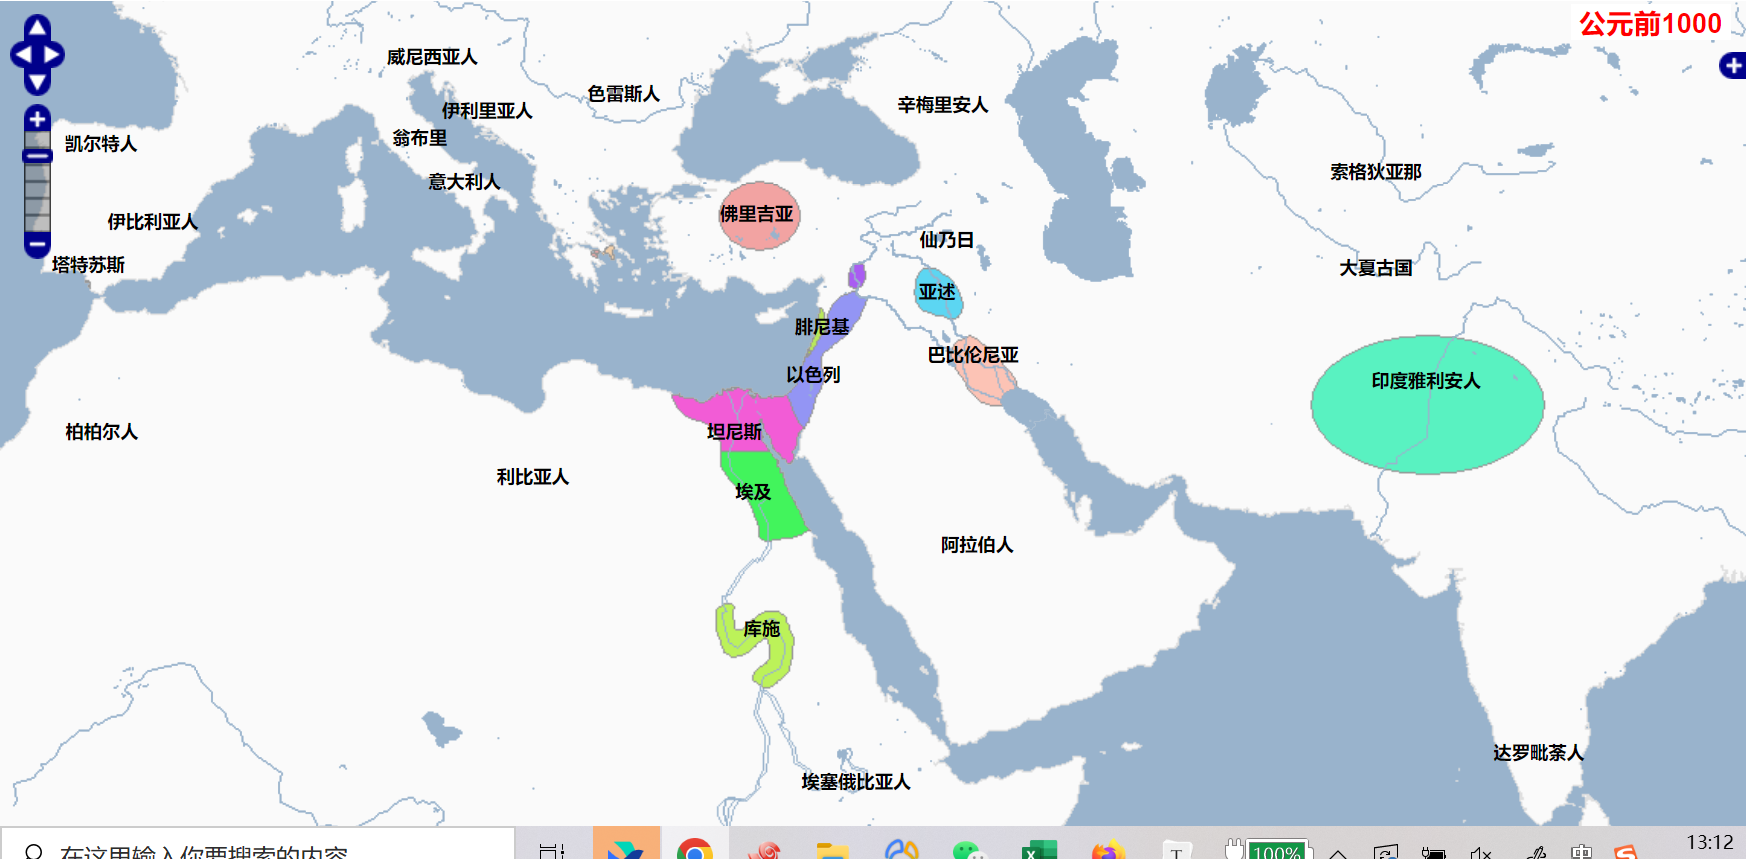 公元前1000
威尼西亚人
色雷斯人
辛梅里安人
伊利里亚人
凯尔特人
翁布里
索格狄亚那
意大利人
佛里吉亚
伊比利亚人
仙乃日
塔特苏斯
大夏古国
亚述
腓尼基
巴比伦尼亚
以色列
印度雅利安人
柏柏尔人
坦尼斯
利比亚人
埃及
阿拉伯人
库施
达罗毗荼人
埃塞俄比亚人
在这里输入你要搜索的内容
100%
中
13:12